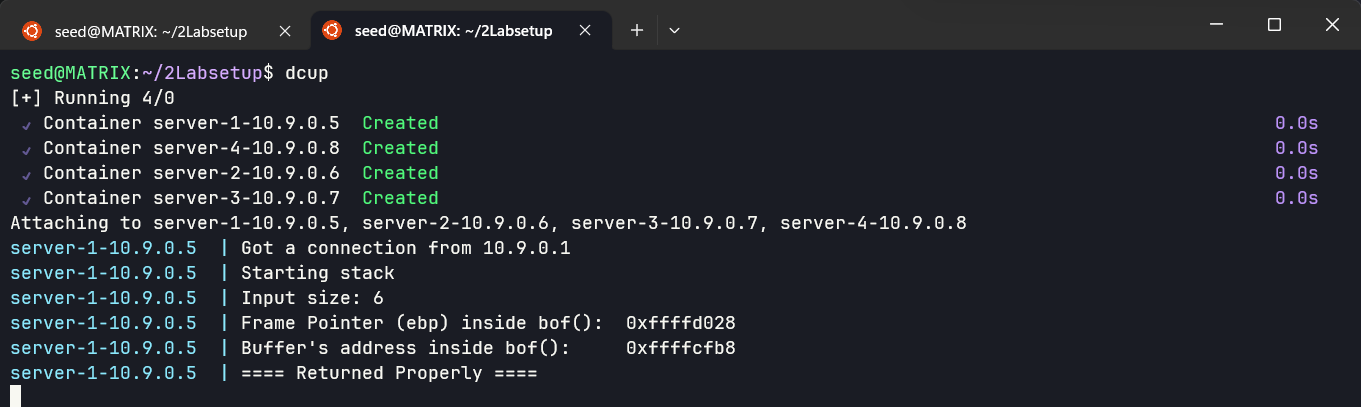 seed@MATRIX: ~/2Labsetup seed@MATRIX: ~/2Labsetup
seed@MATRIX:~/2Labsetup$ dcup
[+] Running 4/0
✓ Container server-1-10.9.0.5 Created 0.0s
✓ Container server-4-10.9.0.8 Created 0.0s
✓ Container server-2-10.9.0.6 Created 0.0s
✓ Container server-3-10.9.0.7 Created 0.0s
Attaching to server-1-10.9.0.5, server-2-10.9.0.6, server-3-10.9.0.7, server-4-10.9.0.8
server-1-10.9.0.5 | Got a connection from 10.9.0.1
server-1-10.9.0.5 | Starting stack
server-1-10.9.0.5 | Input size: 6
server-1-10.9.0.5 | Frame Pointer (ebp) inside bof(): 0xffffd028
server-1-10.9.0.5 | Buffer's address inside bof(): 0xffffcfb8
server-1-10.9.0.5 | ==== Returned Properly ====